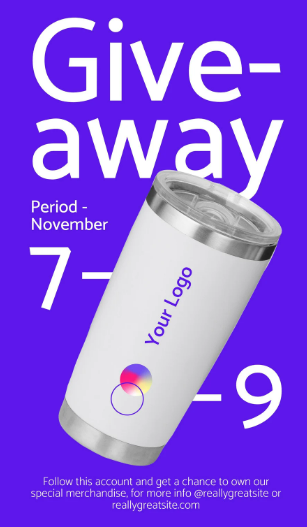 Give-
away
Period -
November
7-
-9
Your Logo
Follow this account and get a chance to own our
special merchandise, for more info @reallygreatsite or
reallygreatsite.com